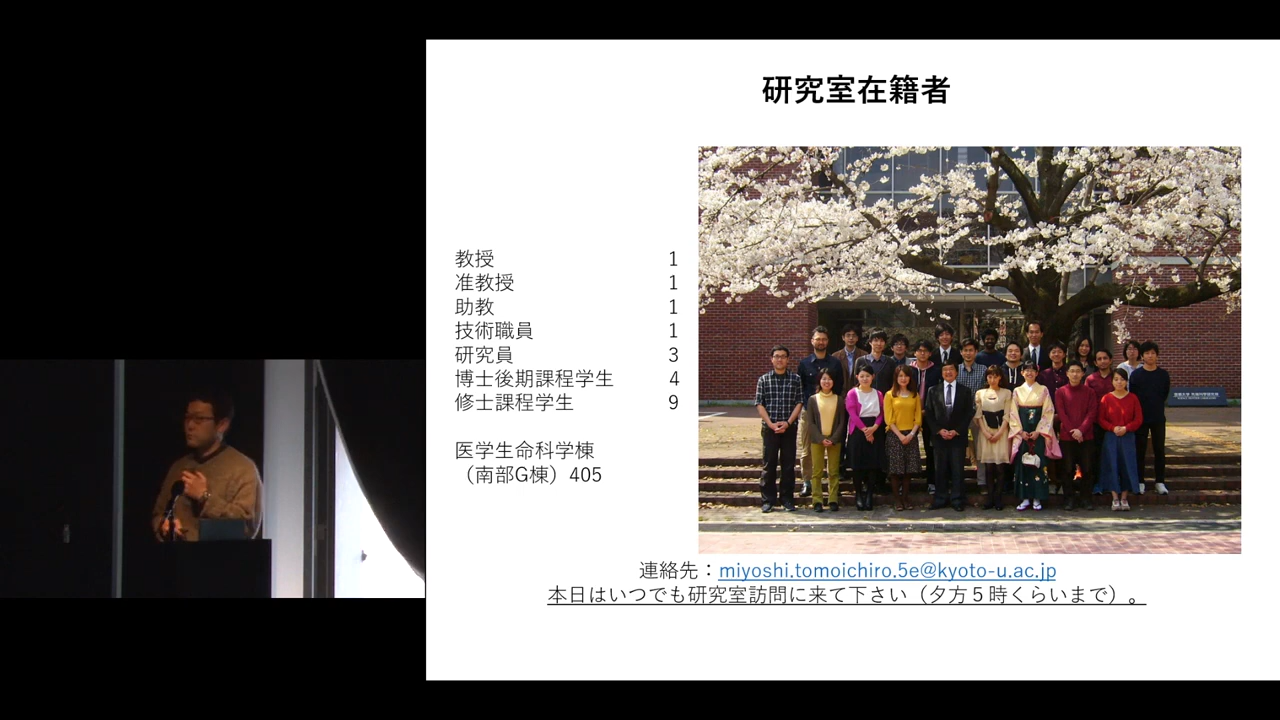 研究室在籍者
教授 1
准教授 1
助教 1
技術職員 1
研究員 3
博士後期課程学生 4
修士課程学生 9
医学生命科学棟
（南部G棟）405
連絡先：miyoshi.tomoichiro.5e@kyoto-u.ac.jp
本日はいつでも研究室訪問に来て下さい（夕方５時くらいまで）。